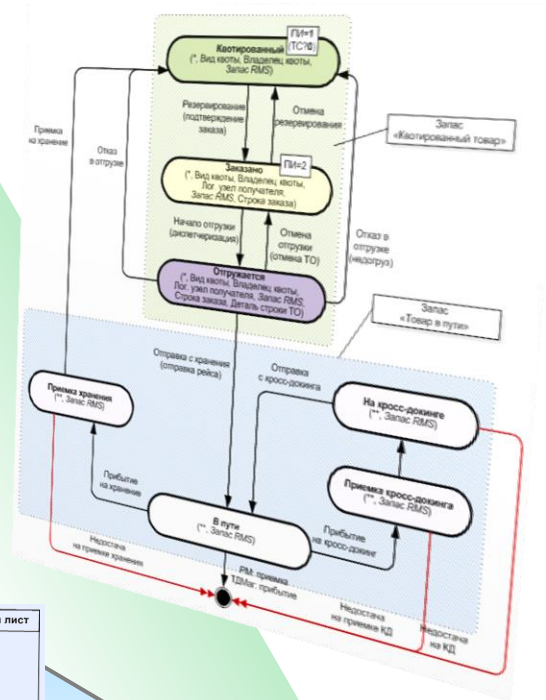 ПИ=1
(ТС?0)
Квотированный
(*, Вид квоты, Владелец квоты,
Запас RMS)
Приемка
на хранение
Отказ
в отгрузке
Резервирование
(подтверждение
заказа)
Отмена
резервирования
Запас
«Квотированный товар»
ПИ=2
Заказано
(*, Вид квоты, Владелец квоты,
Лог. узел получателя,
Запас RMS, Строка заказа)
Начало отгрузки
(диспетчеризация)
Отмена
отгрузки
(отмена ТО)
Отказ в
отгрузке
(недогруз)
Отгружается
(*, Вид квоты, Владелец квоты,
Лог. узел получателя, Запас RMS,
Строка заказа, Деталь строки ТО)
Запас
«Товар в пути»
Отправка с хранения
(отправка рейса)
Отправка
с кросс-докинга
Приемка хранения
(**, Запас RMS)
На кросс-докинге
(**, Запас RMS)
Приемка кросс-докинга
(**, Запас RMS)
Прибытие
на хранение
В пути
(**, Запас RMS)
Прибытие
на кросс-докинг
Недостача
на приемке хранения
РМ: приемка
ТДМаг: прибытие
Недостача
на приемке КД
Недостача
на КД
лист